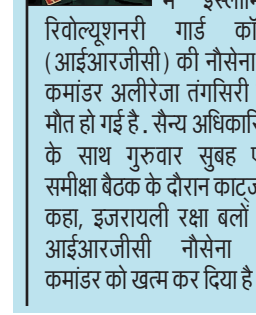 में इस्लामि
रिवोल्यूशनरी गार्ड कॉ
(आईआरजीसी) की नौसेना
कमांडर अलीरेजा तंगसिरी
मौत हो गई है. सैन्य अधिकारि
के साथ गुरुवार सुबह ए
समीक्षा बैठक के दौरान काट्ज
कहा, इजरायली रक्षा बलों
आईआरजीसी नौसेना
कमांडर को खत्म कर दिया है